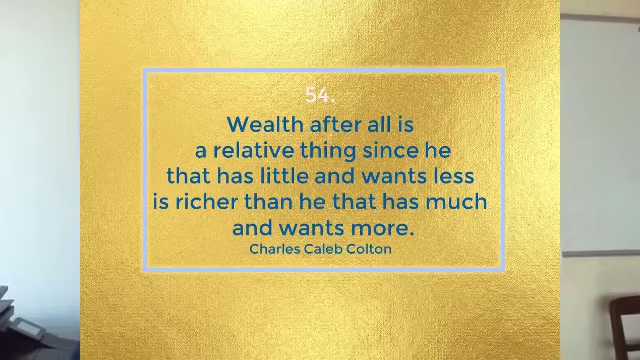 54.
Wealth after all is
a relative thing since he
that has little and wants less
is richer than he that has much
and wants more.
Charles Caleb Colton